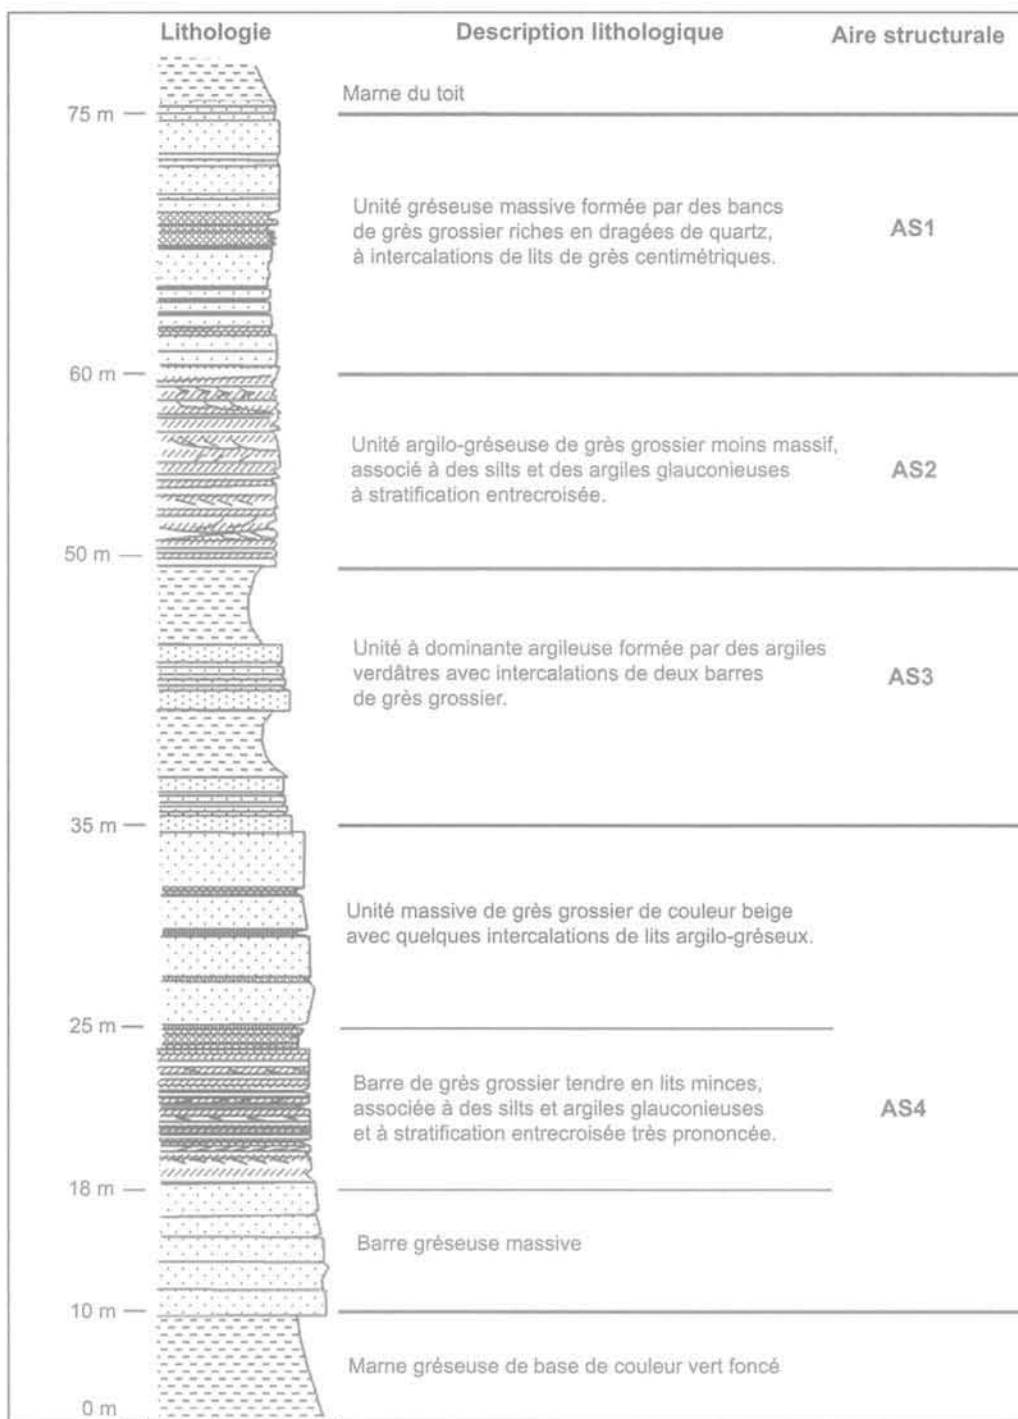 Lithologie
Description lithologique
Aire structurale
Marne du toit
75 m
Unité gréseuse massive formée par des bancs
de grès grossier riches en dragées de quartz,
à intercalations de lits de grès centimétriques.
AS1
60 m
Unité argilo-gréseuse de grès grossier moins massif,
associé à des silts et des argiles glauconieuses
à stratification entrecroisée.
AS2
50 m
Unité à dominante argileuse formée par des argiles
verdâtres avec intercalations de deux barres
de grès grossier.
AS3
35 m
Unité massive de grès grossier de couleur beige
avec quelques intercalations de lits argilo-gréseux.
25 m
Barre de grès grossier tendre en lits minces,
associée à des silts et argiles glauconieuses
et à stratification entrecroisée très prononcée.
AS4
18 m
Barre gréseuse massive
10 m
Marne gréseuse de base de couleur vert foncé
0 m